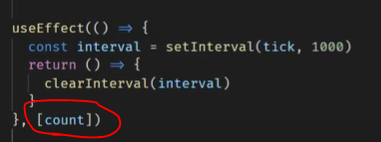 useEffect(() => {
const interval = setInterval(tick, 1000)
return () => {
clearInterval(interval)
}
}, [count])